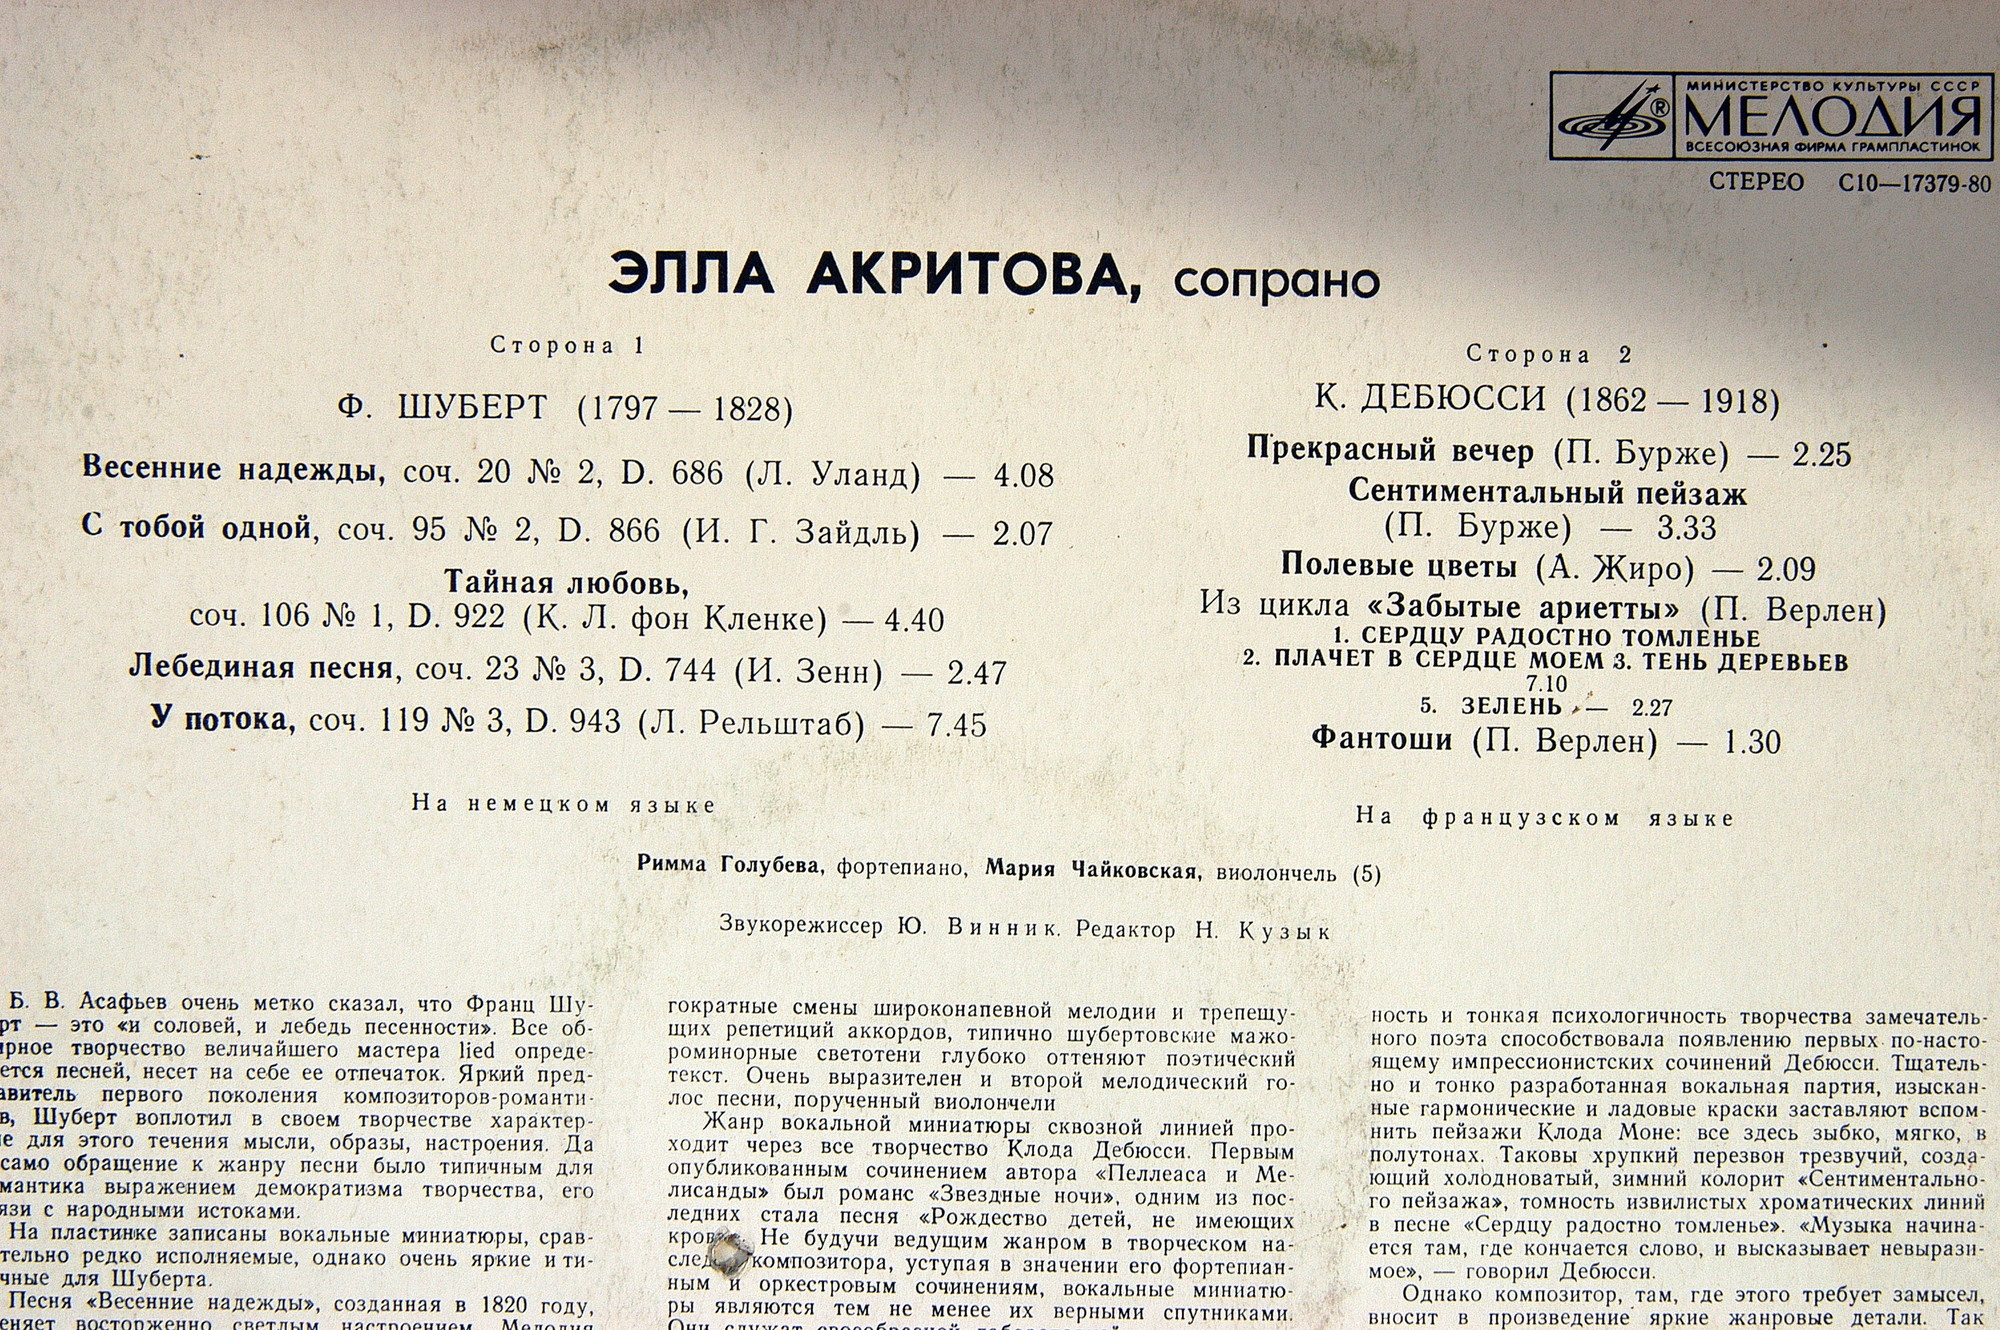 МИНИСТЕРСТВО КУЛЬТУРЫ СССР
МЕЛОДИЯ
ВСЕСОЮЗНАЯ ФИРМА ГРАМПЛАСТИНОК
®
СТЕРЕО С10—17379-80
ЭЛЛА АКРИТОВА, сопрано
Сторона 1
Ф. ШУБЕРТ (1797 — 1828)
Весенние надежды, соч. 20 № 2, D. 686 (Л. Уланд) — 4.08
С тобой одной, соч. 95 № 2, D. 866 (И. Г. Зайдль) — 2.07
Тайная любовь,
соч. 106 № 1, D. 922 (К. Л. фон Кленке) — 4.40
Лебединая песня, соч. 23 № 3, D. 744 (И. Зенн) — 2.47
У потока, соч. 119 № 3, D. 943 (Л. Рельштаб) — 7.45
На немецком языке
Сторона 2
К. ДЕБЮССИ (1862 — 1918)
Прекрасный вечер (П. Бурже) — 2.25
Сентиментальный пейзаж
(П. Бурже) — 3.33
Полевые цветы (А. Жиро) — 2.09
Из цикла «Забытые ариетты» (П. Верлен)
1. СЕРДЦУ РАДОСТНО ТОМЛЕНЬЕ
2. ПЛАЧЕТ В СЕРДЦЕ МОЕМ 3. ТЕНЬ ДЕРЕВЬЕВ
7.10
5. ЗЕЛЕНЬ — 2.27
Фантоши (П. Верлен) — 1.30
На французском языке
Римма Голубева, фортепиано, Мария Чайковская, виолончель (5)
Звукорежиссер Ю. Винник. Редактор Н. Кузык
Б. В. Асафьев очень метко сказал, что Франц Шу-
рт — это «и соловей, и лебедь песенности». Все об-
рное творчество величайшего мастера lied опреде-
ется песней, несет на себе ее отпечаток. Яркий пред-
авитель первого поколения композиторов-романти-
в, Шуберт воплотил в своем творчестве характер-
е для этого течения мысли, образы, настроения. Да
само обращение к жанру песни было типичным для
мантика выражением демократизма творчества, его
язи с народными истоками.
На пластинке записаны вокальные миниатюры, срав-
тельно редко исполняемые, однако очень яркие и ти-
чные для Шуберта.
Песня «Весенние надежды», созданная в 1820 году,
еняет восторженно светлым настроением. Мелодия
гократные смены широконапевной мелодии и трепещу-
щих репетиций аккордов, типично шубертовские мажо-
роминорные светотени глубоко оттеняют поэтический
текст. Очень выразителен и второй мелодический го-
лос песни, порученный виолончели
Жанр вокальной миниатюры сквозной линией про-
ходит через все творчество Клода Дебюсси. Первым
опубликованным сочинением автора «Пеллеаса и Ме-
лисанды» был романс «Звездные ночи», одним из пос-
ледних стала песня «Рождество детей, не имеющих
кров Не будучи ведущим жанром в творческом на-
след композитора, уступая в значении его фортепиан-
ным и оркестровым сочинениям, вокальные миниатю-
ры являются тем не менее их верными спутниками.
Они служат
ность и тонкая психологичность творчества замечатель-
ного поэта способствовала появлению первых по-насто-
ящему импрессионистских сочинений Дебюсси. Тщатель-
но и тонко разработанная вокальная партия, изыскан-
ные гармонические и ладовые краски заставляют вспом-
нить пейзажи Клода Моне: все здесь зыбко, мягко, в
полутонах. Таковы хрупкий перезвон трезвучий, созда-
ющий холодноватый, зимний колорит «Сентиментально-
го пейзажа», томность извилистых хроматических линий
в песне «Сердцу радостно томленье». «Музыка начина-
ется там, где кончается слово, и высказывает невырази-
мое», — говорил Дебюсси.
Однако композитор, там, где этого требует замысел,
вносит в произведение яркие жанровые детали. Так